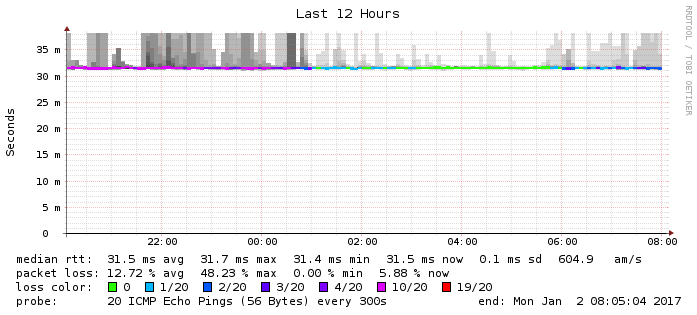 Last 12 Hours
RRDTOOL / TOBI OETIKER
Seconds
35 m
30 m
25 m
20 m
15 m
10 m
5 m
0
22:00 00:00 02:00 04:00 06:00 08:00
median rtt: 31.5 ms avg 31.7 ms max 31.4 ms min 31.5 ms now 0.1 ms sd 604.9 am/s
packet loss: 12.72 % avg 48.23 % max 0.00 % min 5.88 % now
loss color: 0 1/20 2/20 3/20 4/20 10/20 19/20
probe: 20 ICMP Echo Pings (56 Bytes) every 300s end: Mon Jan 2 08:05:04 2017